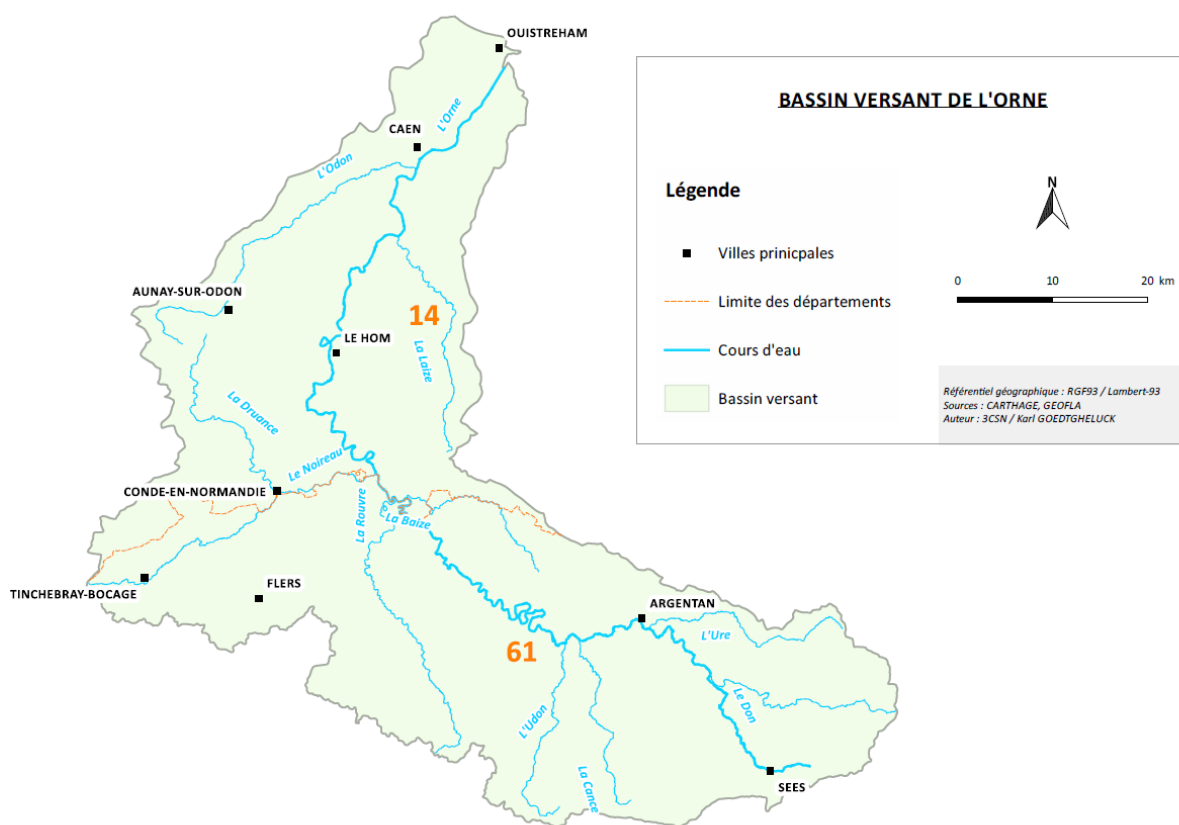 OUISTREHAM
BASSIN VERSANT DE L'ORNE
L'Orne
CAEN
L'Odon
Légende
N
Villes prinicpales
0 10 20 km
AUNAY-SUR-ODON
Limite des départements
14
LE HOM
La Laize
Cours d'eau
Bassin versant
Référentiel géographique : RGF93 / Lambert-93
Sources : CARTHAGE, GEOFLA
Auteur : 3CSN / Karl GOEDTGHELUCK
La Druance
Le Noireau
CONDE-EN-NORMANDIE
La Rouvre
La Baize
TINCHEBRAY-BOCAGE
FLERS
ARGENTAN
L'Ure
61
Le Don
L'Udon
La Cance
SEES